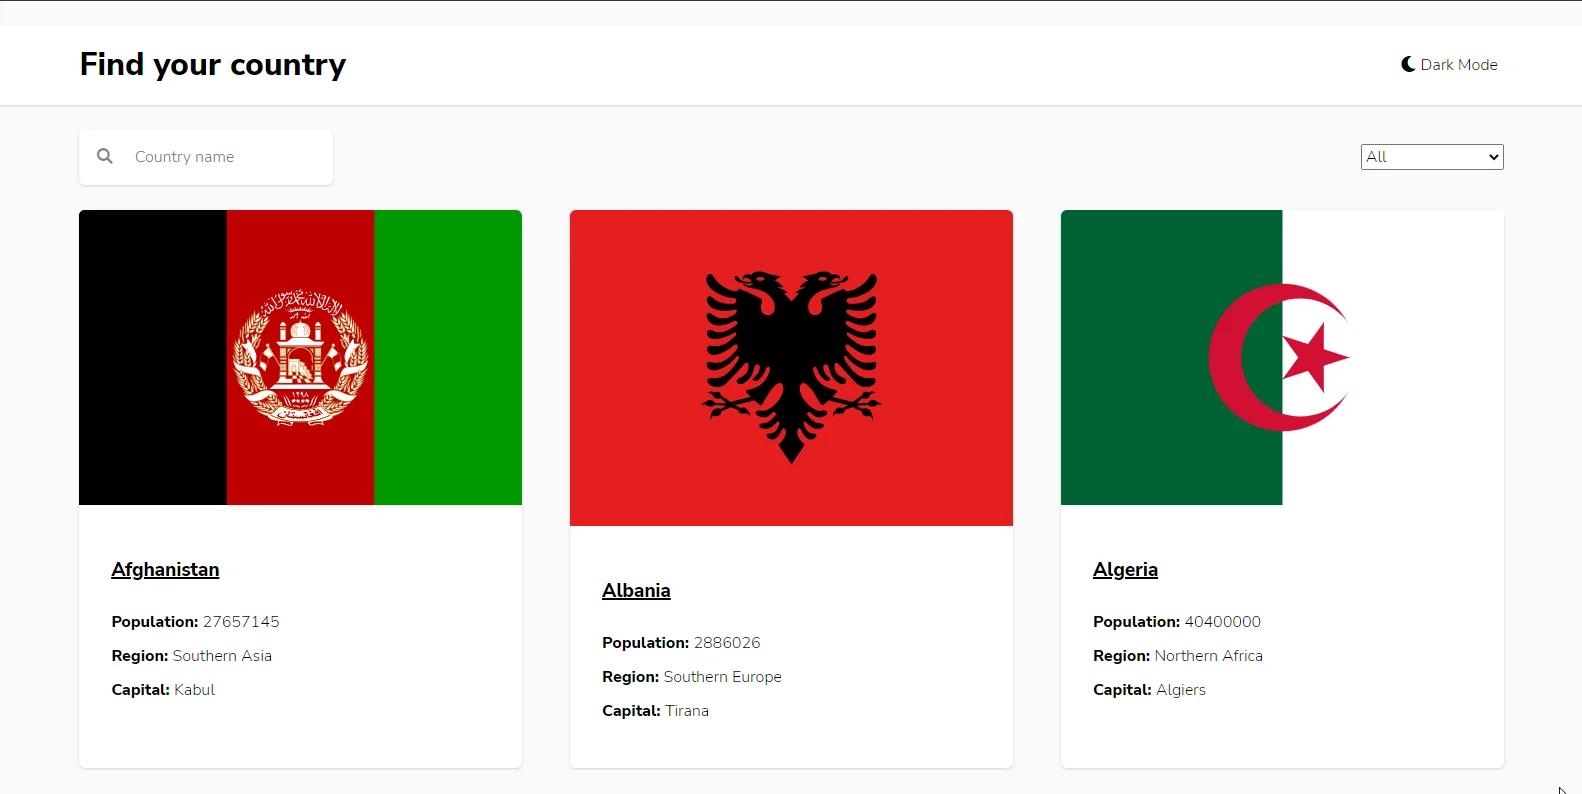 Find your country
Dark Mode
Country name
All
Afghanistan
Population: 27657145
Region: Southern Asia
Capital: Kabul
Albania
Population: 2886026
Region: Southern Europe
Capital: Tirana
Algeria
Population: 40400000
Region: Northern Africa
Capital: Algiers